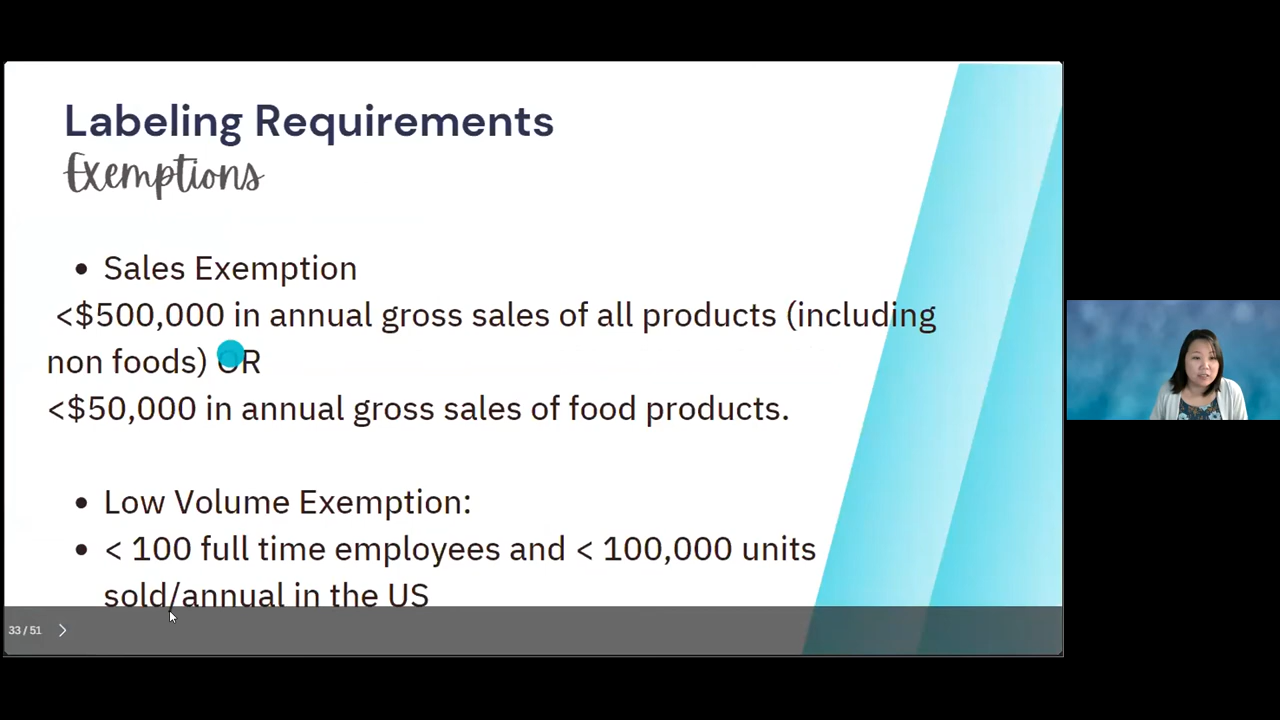 Labeling Requirements
Exemptions
• Sales Exemption
<$500,000 in annual gross sales of all products (including
non foods) OR
<$50,000 in annual gross sales of food products.
• Low Volume Exemption:
• < 100 full time employees and < 100,000 units
sold/annual in the US
33 / 51